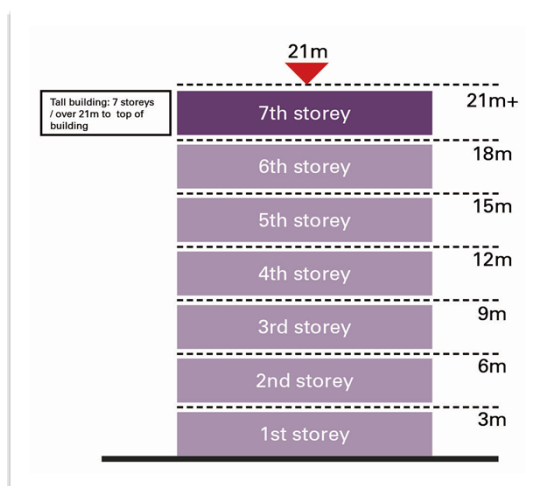 21m
Tall building: 7 storeys
/ over 21m to top of
building
7th storey
21m+
6th storey
18m
5th storey
15m
4th storey
12m
3rd storey
9m
2nd storey
6m
1st storey
3m